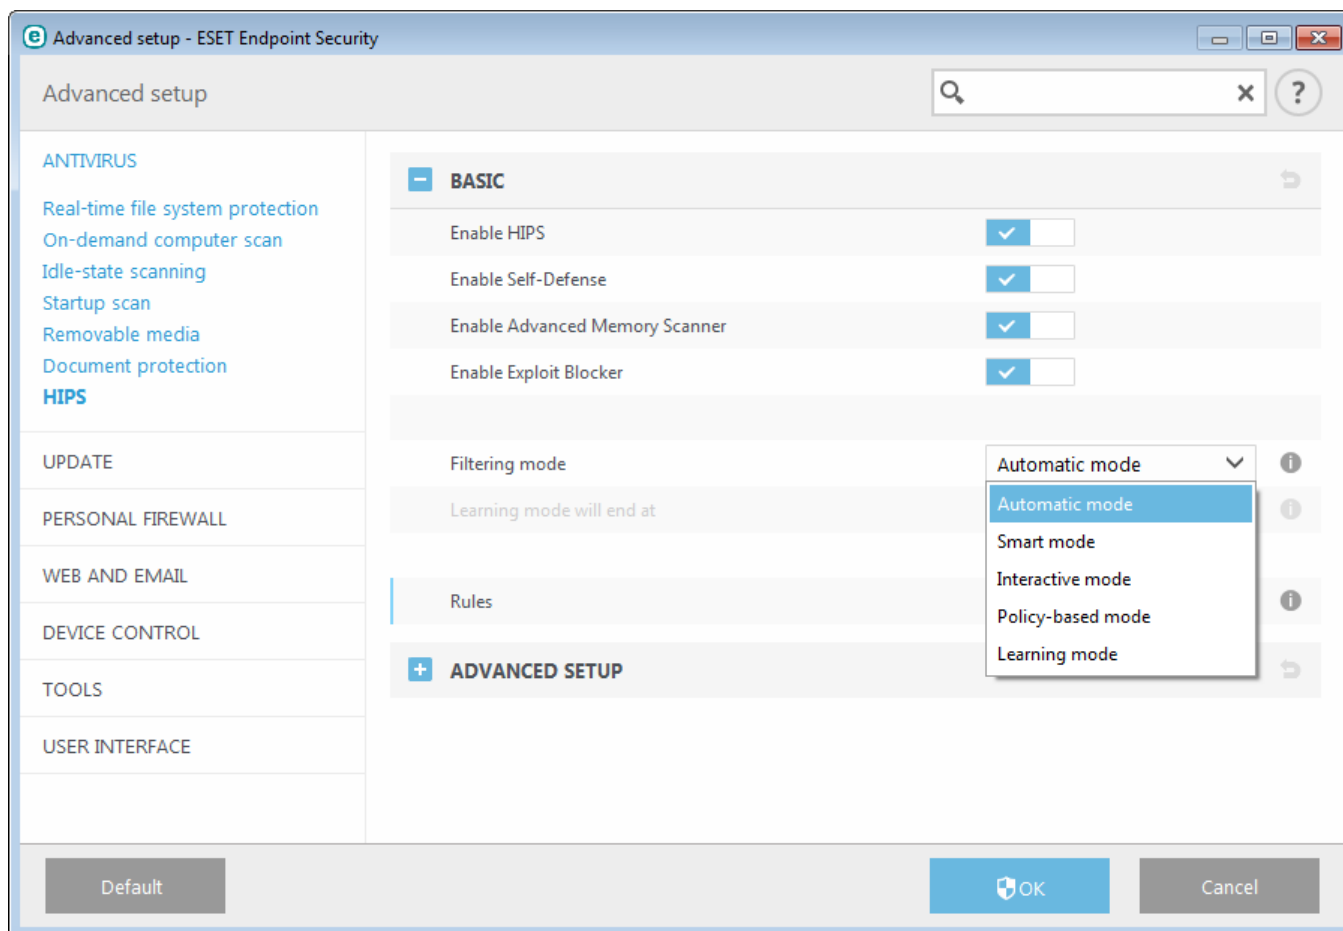 Advanced setup - ESET Endpoint Security
Advanced setup
?
ANTIVIRUS
Real-time file system protection
On-demand computer scan
Idle-state scanning
Startup scan
Removable media
Document protection
HIPS
UPDATE
PERSONAL FIREWALL
WEB AND EMAIL
DEVICE CONTROL
TOOLS
USER INTERFACE
BASIC
Enable HIPS
Enable Self-Defense
Enable Advanced Memory Scanner
Enable Exploit Blocker
Filtering mode
Automatic mode
Automatic mode
Smart mode
Interactive mode
Policy-based mode
Learning mode
Learning mode will end at
Rules
ADVANCED SETUP
Default
OK
Cancel